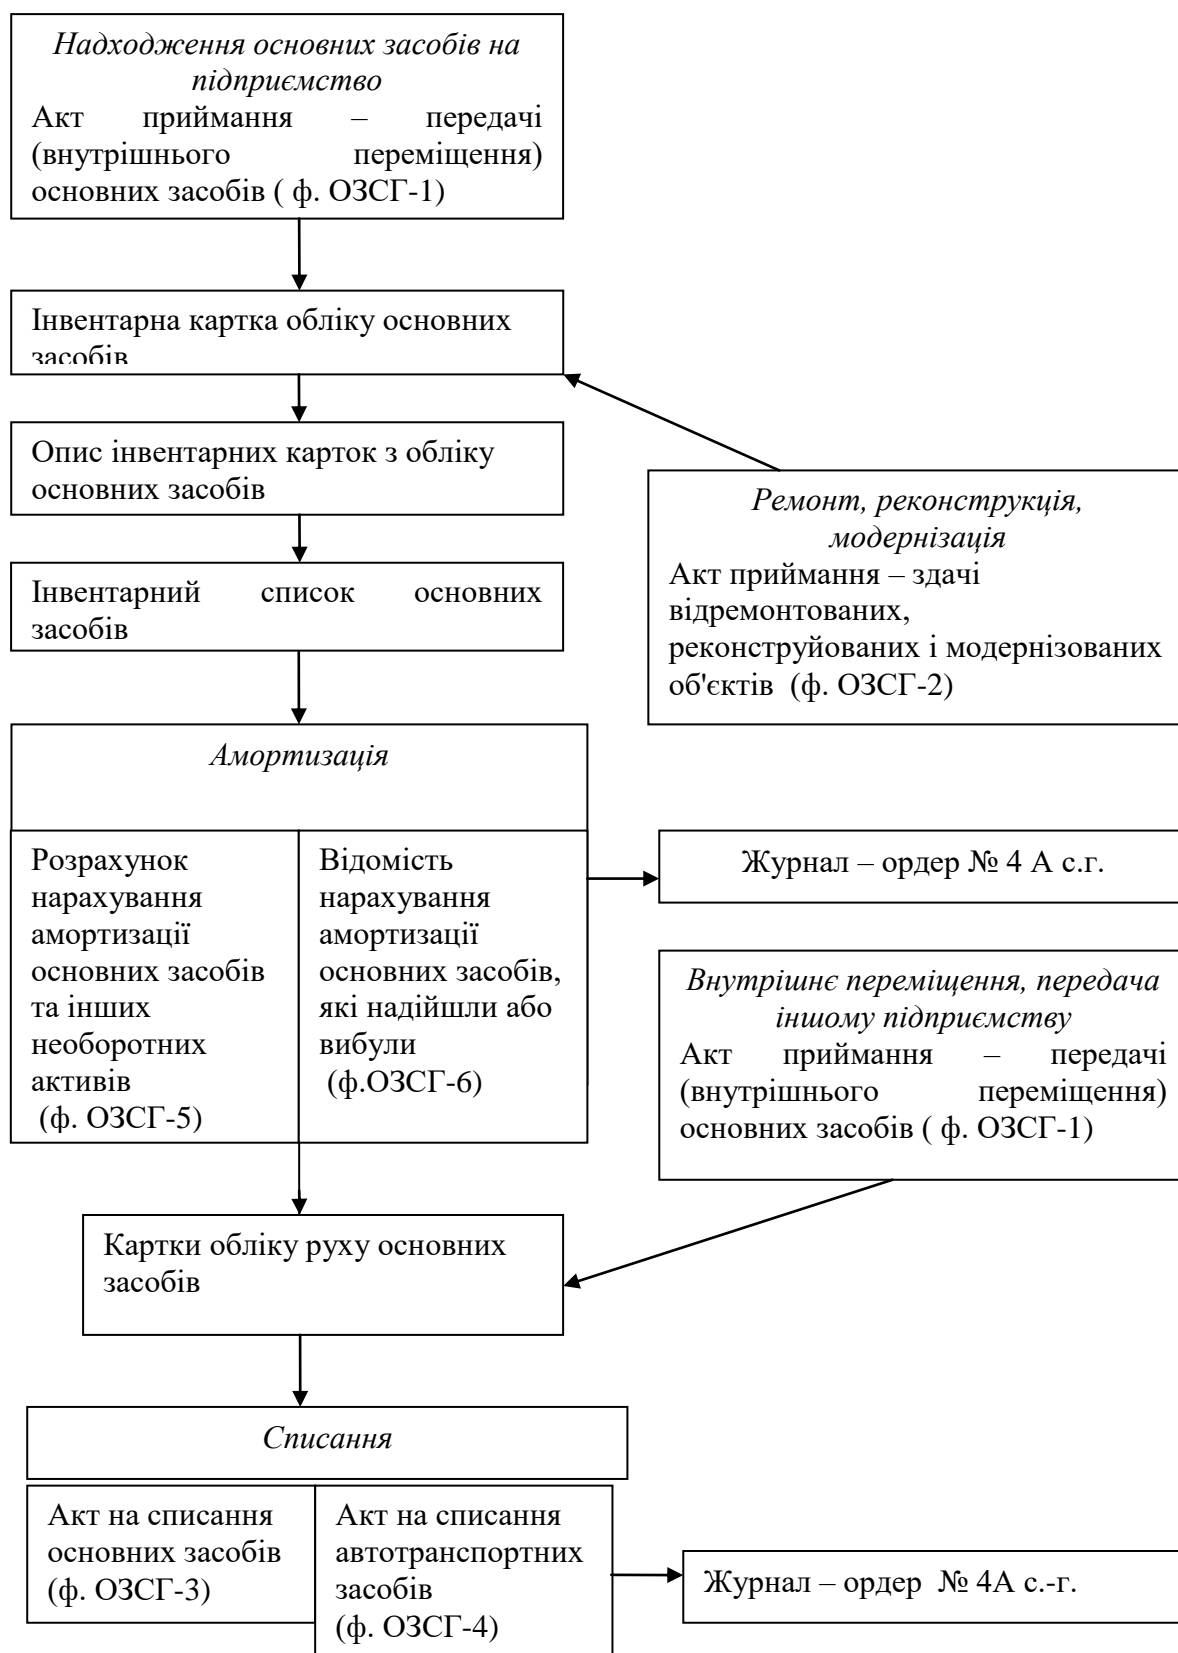 Надходження основних засобів на
підприємство
Акт приймання – передачі
(внутрішнього переміщення)
основних засобів ( ф. ОЗСГ-1)
Інвентарна картка обліку основних
засобів
Опис інвентарних карток з обліку
основних засобів
Ремонт, реконструкція,
модернізація
Акт приймання – здачі
відремонтованих,
реконструйованих і модернізованих
об'єктів (ф. ОЗСГ-2)
Інвентарний список основних
засобів
Амортизація
Розрахунок
нарахування
амортизації
основних засобів
та інших
необоротних
активів
(ф. ОЗСГ-5)
Відомість
нарахування
амортизації
основних засобів,
які надійшли або
вибули
(ф.ОЗСГ-6)
Журнал – ордер № 4 А с.г.
Внутрішнє переміщення, передача
іншому підприємству
Акт приймання – передачі
(внутрішнього переміщення)
основних засобів ( ф. ОЗСГ-1)
Картки обліку руху основних
засобів
Списання
Акт на списання
основних засобів
(ф. ОЗСГ-3)
Акт на списання
автотранспортних
засобів
(ф. ОЗСГ-4)
Журнал – ордер № 4А с.-г.